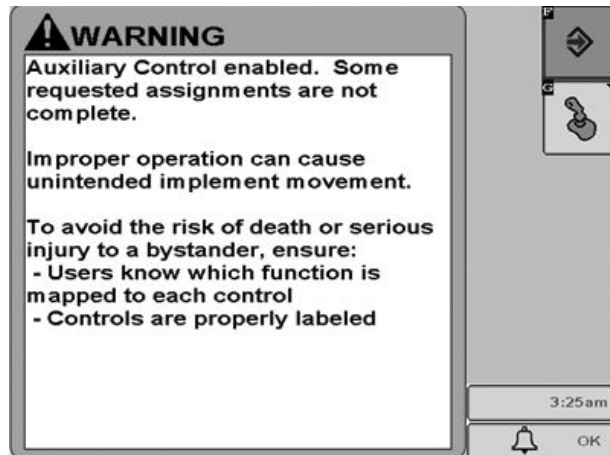 WARNING
Auxiliary Control enabled. Some
requested assignments are not
complete.
Improper operation can cause
unintended implement movement.
To avoid the risk of death or serious
injury to a bystander, ensure:
- Users know which function is
mapped to each control
- Controls are properly labeled
F
G
3:25am
OK